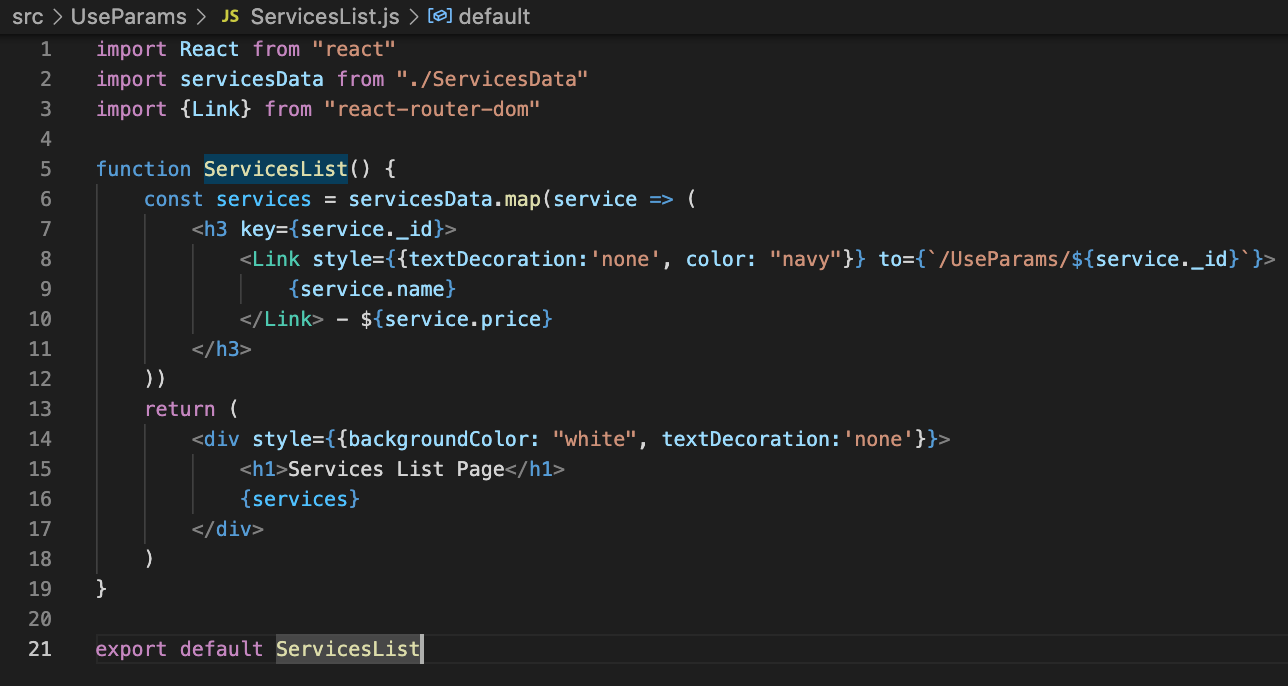 src > UseParams > JS ServicesList.js > default
1 import React from "react"
2 import servicesData from "./ServicesData"
3 import {Link} from "react-router-dom"
4
5 function ServicesList() {
6     const services = servicesData.map(service => (
7         <h3 key={service._id}>
8             <Link style={{textDecoration:'none', color: "navy"}} to={`/UseParams/${service._id}`}>
9                 {service.name}
10             </Link> - ${service.price}
11         </h3>
12     ))
13     return (
14         <div style={{backgroundColor: "white", textDecoration:'none'}}>
15             <h1>Services List Page</h1>
16             {services}
17         </div>
18     )
19 }
20
21 export default ServicesList